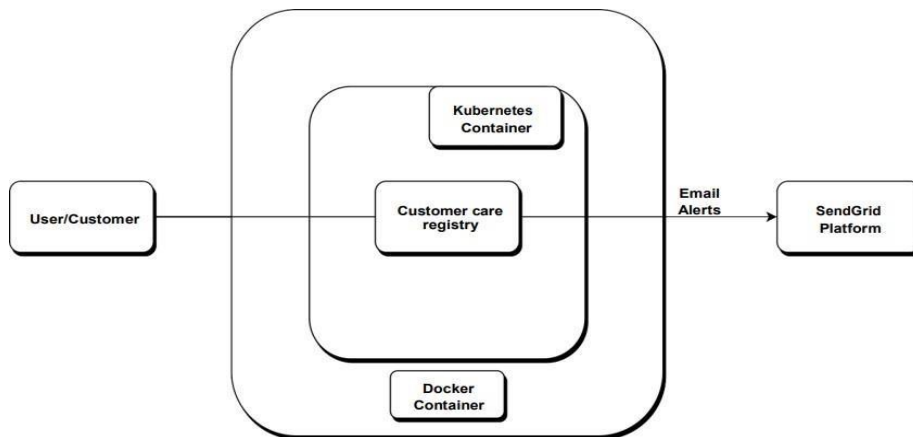 Kubernetes
Container
User/Customer
Customer care
registry
Email
Alerts
SendGrid
Platform
Docker
Container